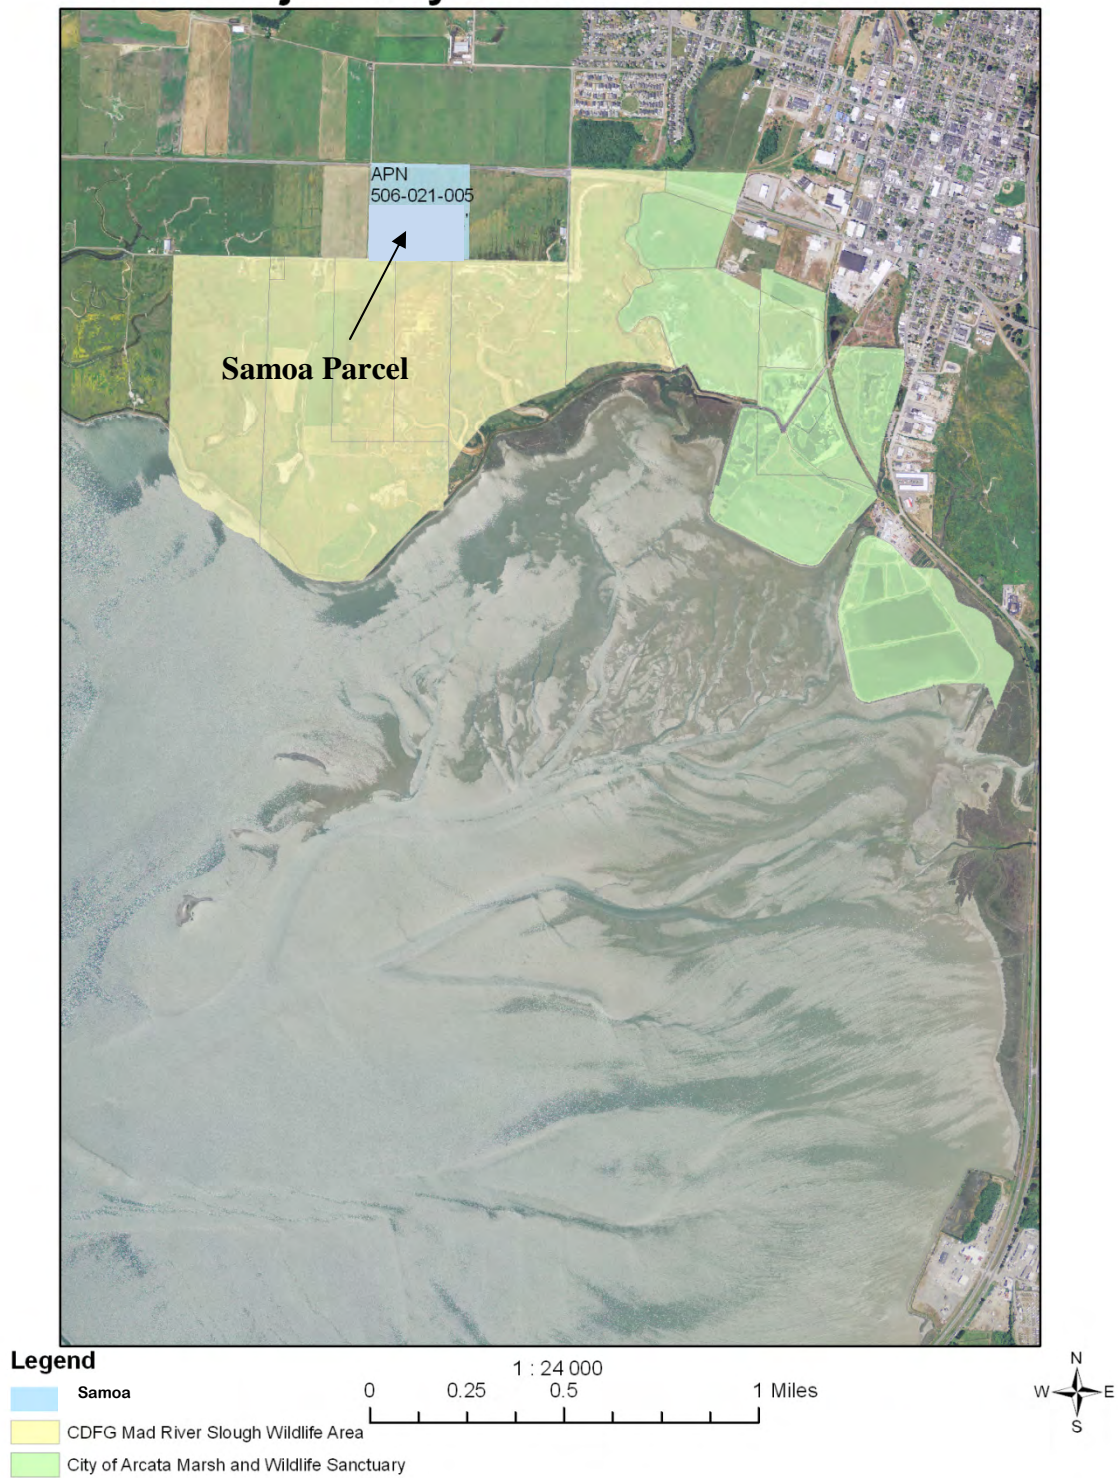 APN
506-021-005
Samoa Parcel
Legend
Samoa
CDFG Mad River Slough Wildlife Area
City of Arcata Marsh and Wildlife Sanctuary
1 : 24 000
0 0.25 0.5 1 Miles
N
W E
S